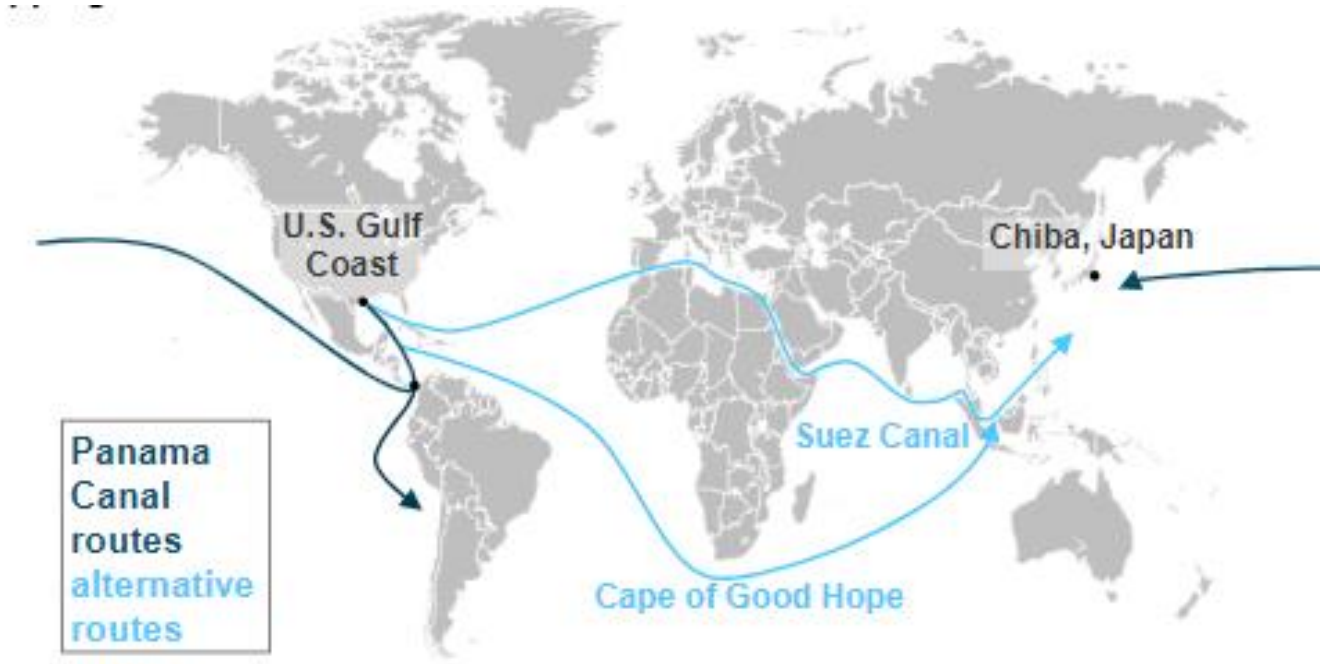 U.S. Gulf
Coast
Chiba, Japan
Suez Canal
Cape of Good Hope
Panama
Canal
routes
alternative
routes